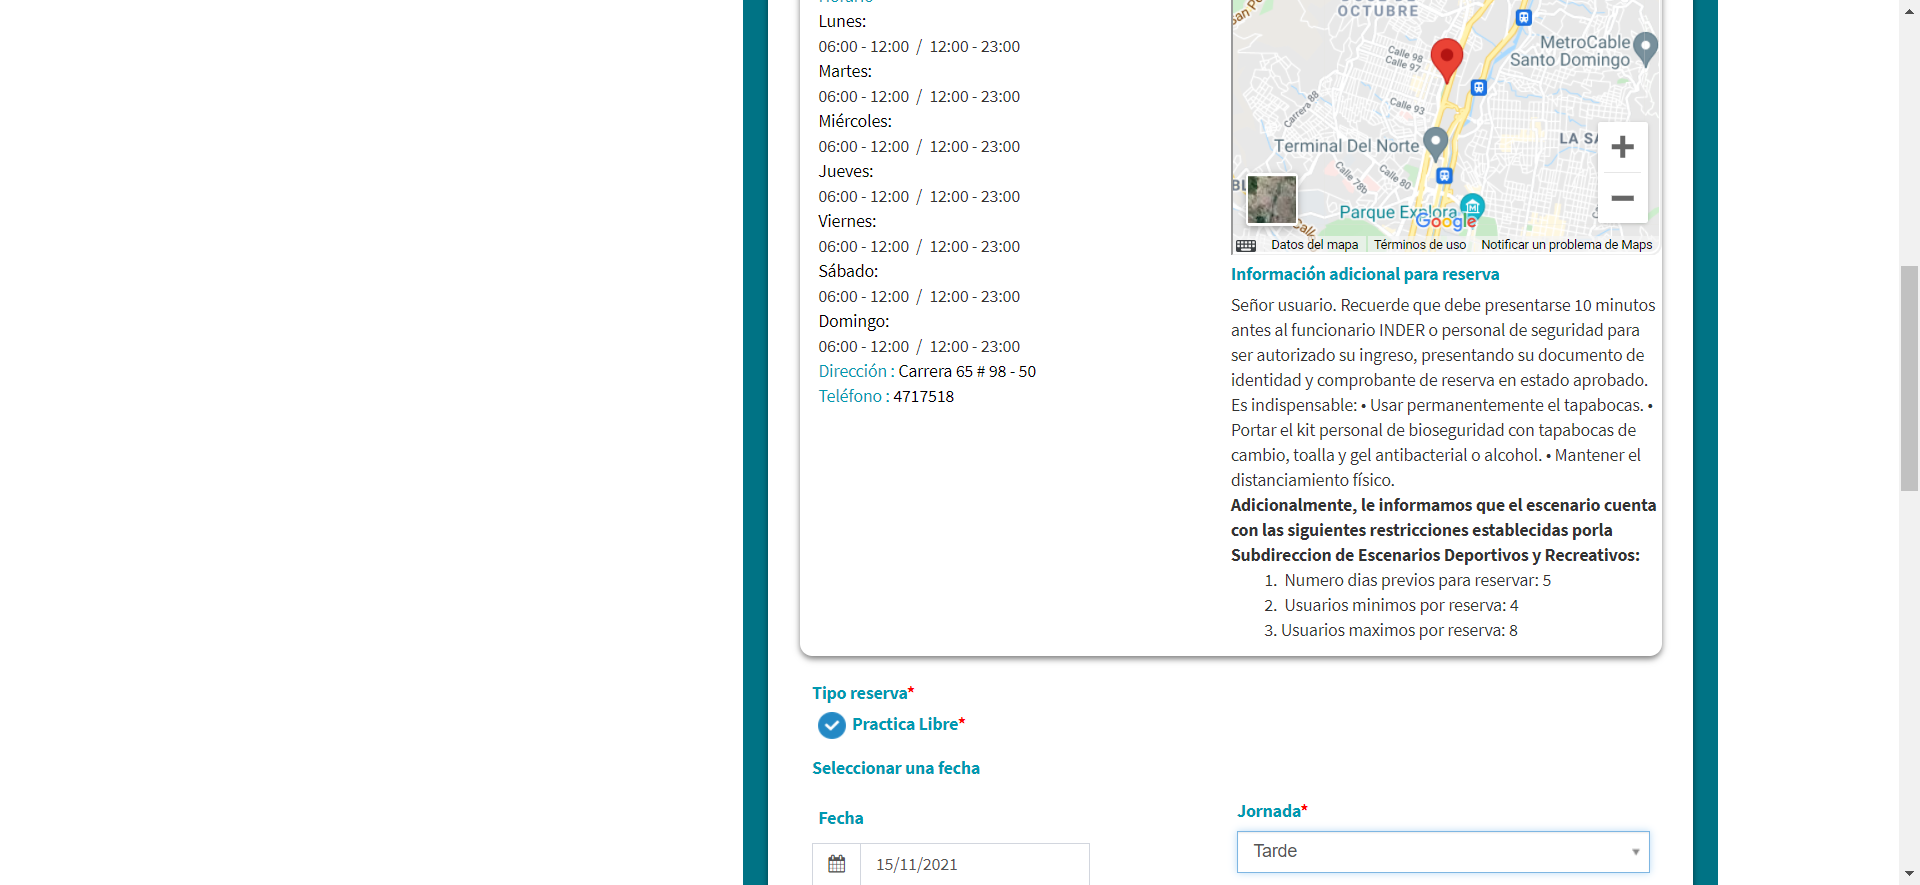 Horario
Lunes:
06:00 - 12:00 / 12:00 - 23:00
Martes:
06:00 - 12:00 / 12:00 - 23:00
Miércoles:
06:00 - 12:00 / 12:00 - 23:00
Jueves:
06:00 - 12:00 / 12:00 - 23:00
Viernes:
06:00 - 12:00 / 12:00 - 23:00
Sábado:
06:00 - 12:00 / 12:00 - 23:00
Domingo:
06:00 - 12:00 / 12:00 - 23:00
Dirección : Carrera 65 # 98 - 50
Teléfono : 4717518
OCTUBRE
MetroCable
Santo Domingo
Calle 98
Calle 97
Carrera 88
Calle 93
Terminal Del Norte
Calle 78b
Calle 80
Parque Explora
Google
Datos del mapa
Términos de uso
Notificar un problema de Maps
Información adicional para reserva
Señor usuario. Recuerde que debe presentarse 10 minutos
antes al funcionario INDER o personal de seguridad para
ser autorizado su ingreso, presentando su documento de
identidad y comprobante de reserva en estado aprobado.
Es indispensable: • Usar permanentemente el tapabocas. •
Portar el kit personal de bioseguridad con tapabocas de
cambio, toalla y gel antibacterial o alcohol. • Mantener el
distanciamiento físico.
Adicionalmente, le informamos que el escenario cuenta
con las siguientes restricciones establecidas porla
Subdireccion de Escenarios Deportivos y Recreativos:
1. Numero dias previos para reservar: 5
2. Usuarios minimos por reserva: 4
3. Usuarios maximos por reserva: 8
Tipo reserva*
Practica Libre*
Seleccionar una fecha
Fecha
15/11/2021
Jornada*
Tarde